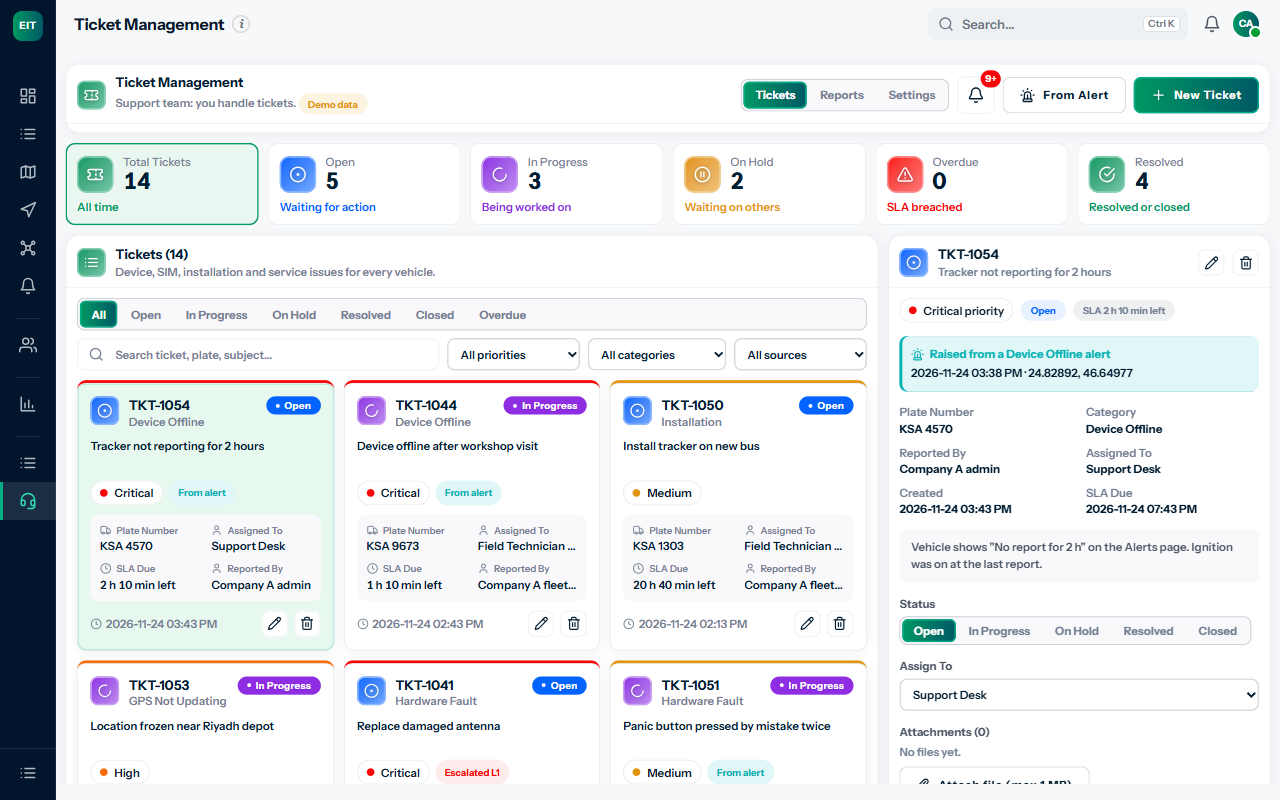 EIT
Ticket Management
Search...
Ctrl K
CA
Ticket Management
Support team: you handle tickets.
Demo data
Tickets
Reports
Settings
9+
From Alert
New Ticket
Total Tickets
14
All time
Open
5
Waiting for action
In Progress
3
Being worked on
On Hold
2
Waiting on others
Overdue
0
SLA breached
Resolved
4
Resolved or closed
Tickets (14)
Device, SIM, installation and service issues for every vehicle.
All
Open
In Progress
On Hold
Resolved
Closed
Overdue
Search ticket, plate, subject...
All priorities
All categories
All sources
TKT-1054
Device Offline
Open
Tracker not reporting for 2 hours
Critical
From alert
Plate Number
KSA 4570
Assigned To
Support Desk
SLA Due
2 h 10 min left
Reported By
Company A admin
2026-11-24 03:43 PM
TKT-1044
Device Offline
In Progress
Device offline after workshop visit
Critical
From alert
Plate Number
KSA 9673
Assigned To
Field Technician ...
SLA Due
1 h 10 min left
Reported By
Company A fleet...
2026-11-24 02:43 PM
TKT-1050
Installation
Open
Install tracker on new bus
Medium
Plate Number
KSA 1303
Assigned To
Field Technician ...
SLA Due
20 h 40 min left
Reported By
Company A fleet...
2026-11-24 02:13 PM
TKT-1053
GPS Not Updating
In Progress
Location frozen near Riyadh depot
High
TKT-1041
Hardware Fault
Open
Replace damaged antenna
Critical
Escalated L1
TKT-1051
Hardware Fault
In Progress
Panic button pressed by mistake twice
Medium
From alert
TKT-1054
Tracker not reporting for 2 hours
Critical priority
Open
SLA 2 h 10 min left
Raised from a Device Offline alert
2026-11-24 03:38 PM · 24.82892, 46.64977
Plate Number
KSA 4570
Category
Device Offline
Reported By
Company A admin
Assigned To
Support Desk
Created
2026-11-24 03:43 PM
SLA Due
2026-11-24 07:43 PM
Vehicle shows "No report for 2 h" on the Alerts page. Ignition
was on at the last report.
Status
Open
In Progress
On Hold
Resolved
Closed
Assign To
Support Desk
Attachments (0)
No files yet.
Attach file (max 1 MB)